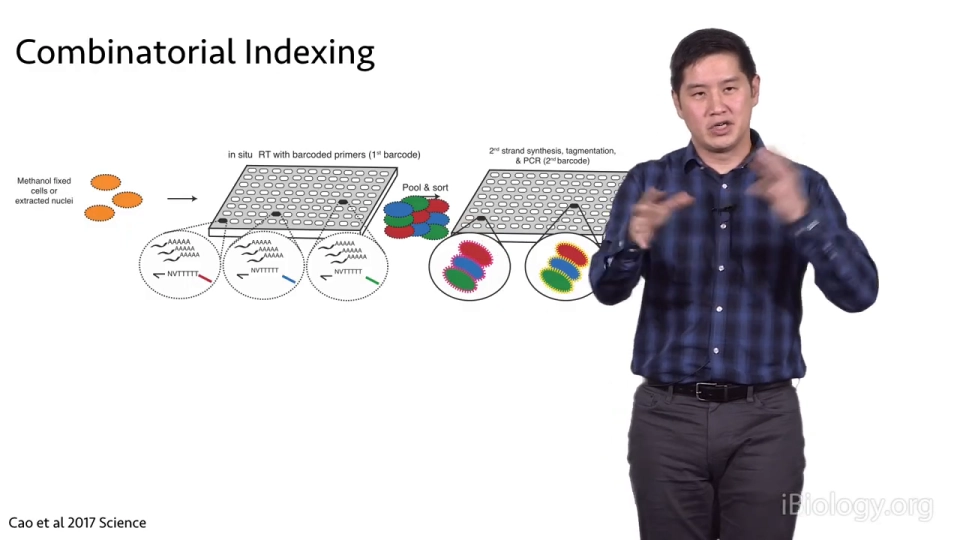 Combinatorial Indexing
Methanol fixed
cells or
extracted nuclei
in situ RT with barcoded primers (1st barcode)
AAAAA
AAAAA
AAAAA
NVTTTTT
AAAAA
AAAAA
AAAAA
NVTTTTT
AAAAA
AAAAA
AAAAA
NVTTTTT
Pool & sort
2nd strand synthesis, tagmentation,
& PCR (2nd barcode)
Cao et al 2017 Science
iBiology.org